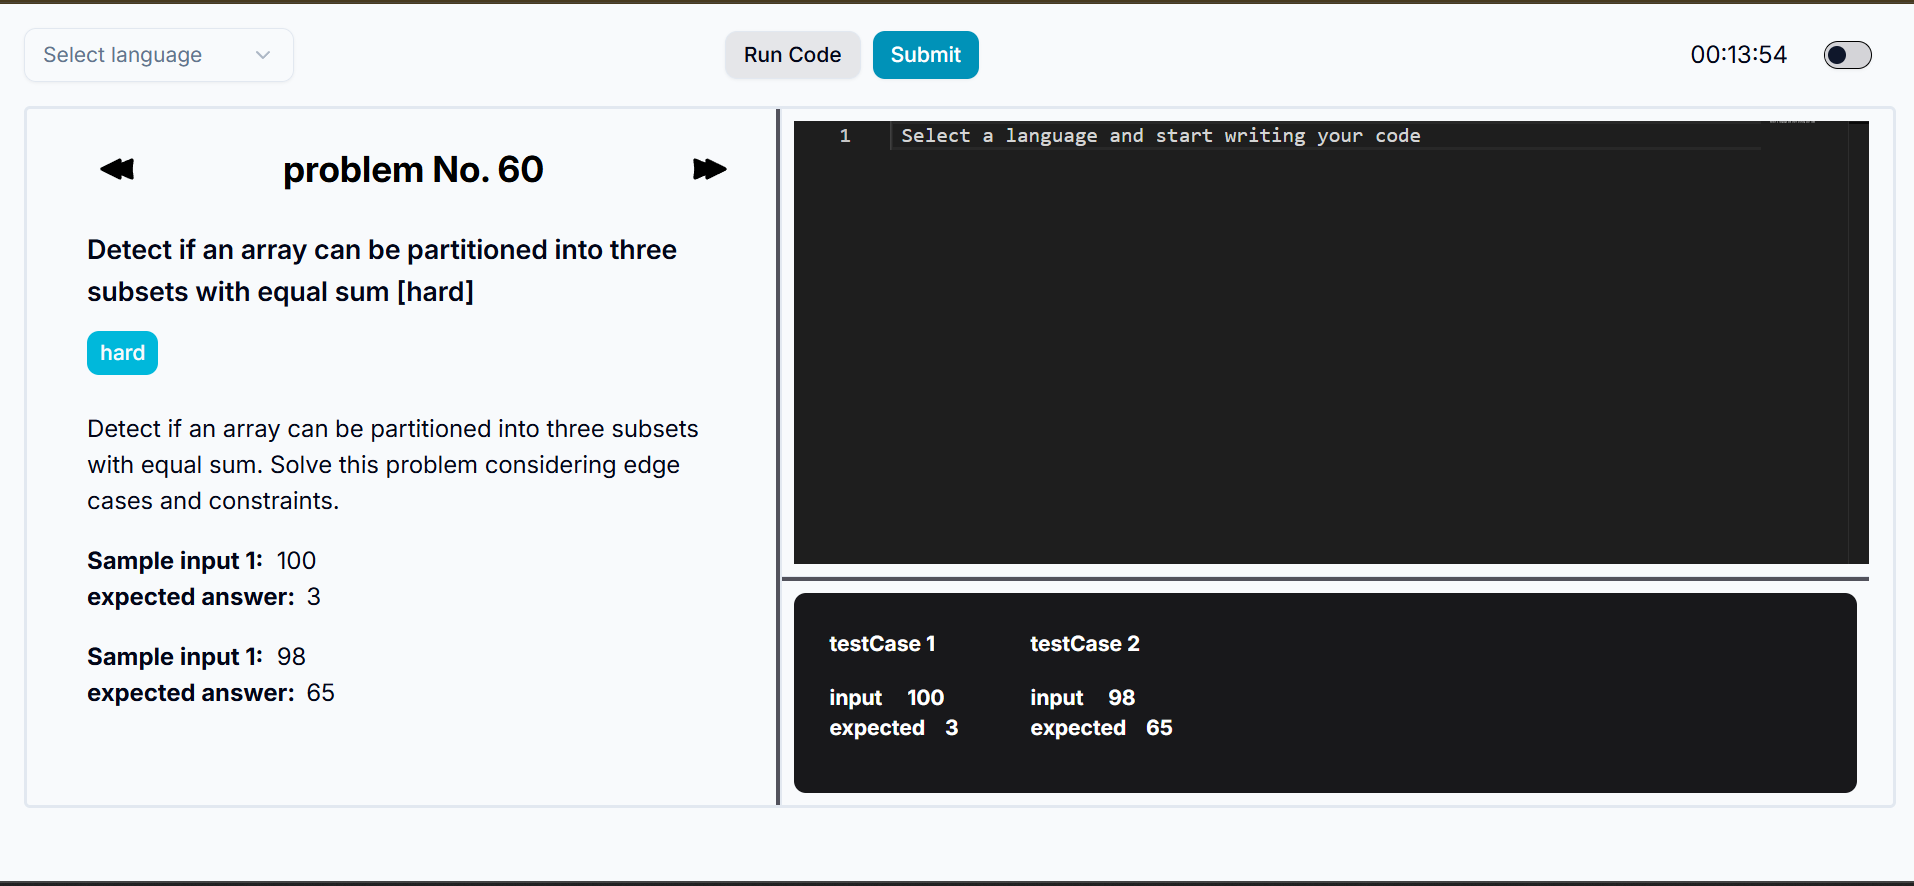 Select language
Run Code
Submit
00:13:54
problem No. 60
Detect if an array can be partitioned into three
subsets with equal sum [hard]
hard
Detect if an array can be partitioned into three subsets
with equal sum. Solve this problem considering edge
cases and constraints.
Sample input 1: 100
expected answer: 3
Sample input 1: 98
expected answer: 65
1 Select a language and start writing your code
testCase 1
input 100
expected 3
testCase 2
input 98
expected 65